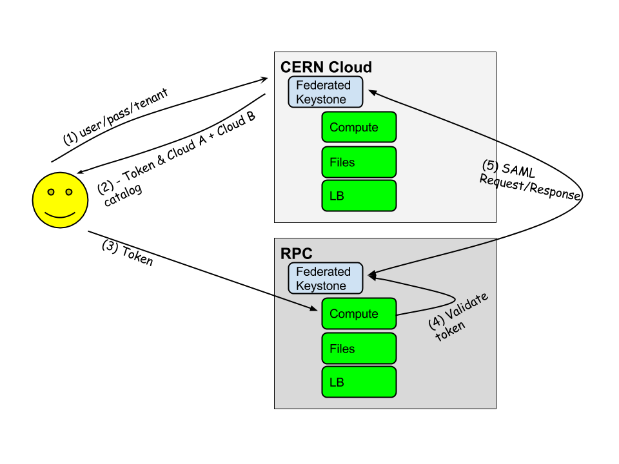 CERN Cloud
Federated
Keystone
Compute
Files
LB
(1) user/pass/tenant
(2) - Token & Cloud A + Cloud B
catalog
(3) Token
(5) SAML
Request/Response
RPC
Federated
Keystone
Compute
Files
LB
(4) Validate
token